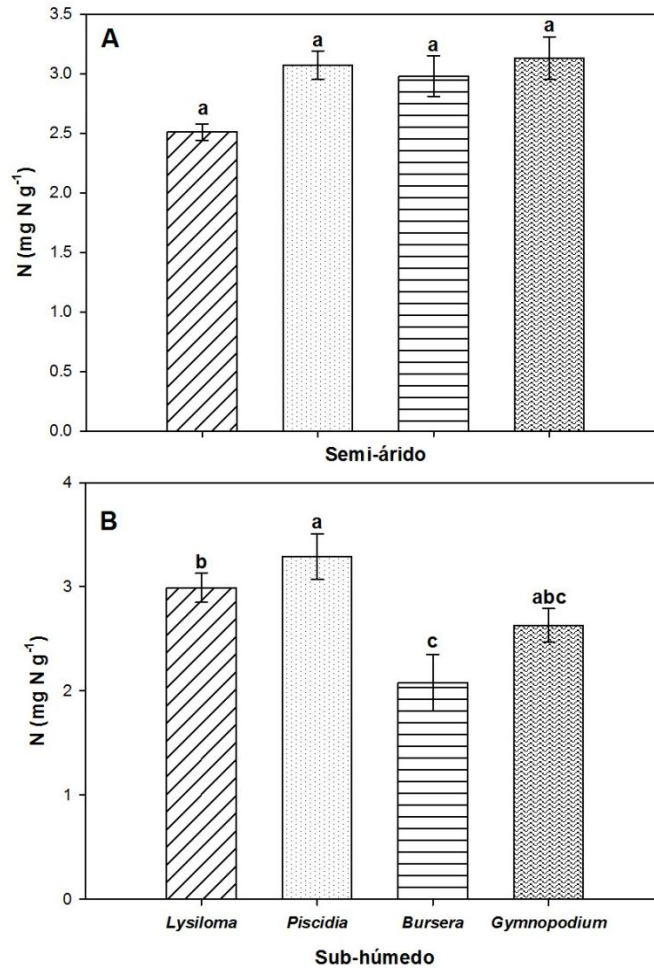 A
N (mg N g⁻¹)
3.5
3.0
2.5
2.0
1.5
1.0
0.5
0.0
a
a
a
a
Semi-árido
B
N (mg N g⁻¹)
4
3
2
1
0
b
a
c
abc
Lysiloma Piscidia Bursera Gymnopodium
Sub-húmedo